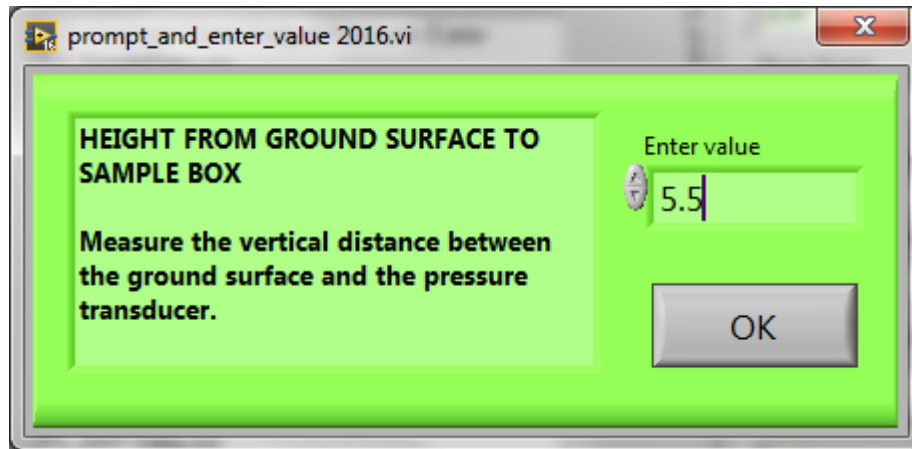 prompt_and_enter_value 2016.vi
HEIGHT FROM GROUND SURFACE TO
SAMPLE BOX
Measure the vertical distance between
the ground surface and the pressure
transducer.
Enter value
5.5
OK